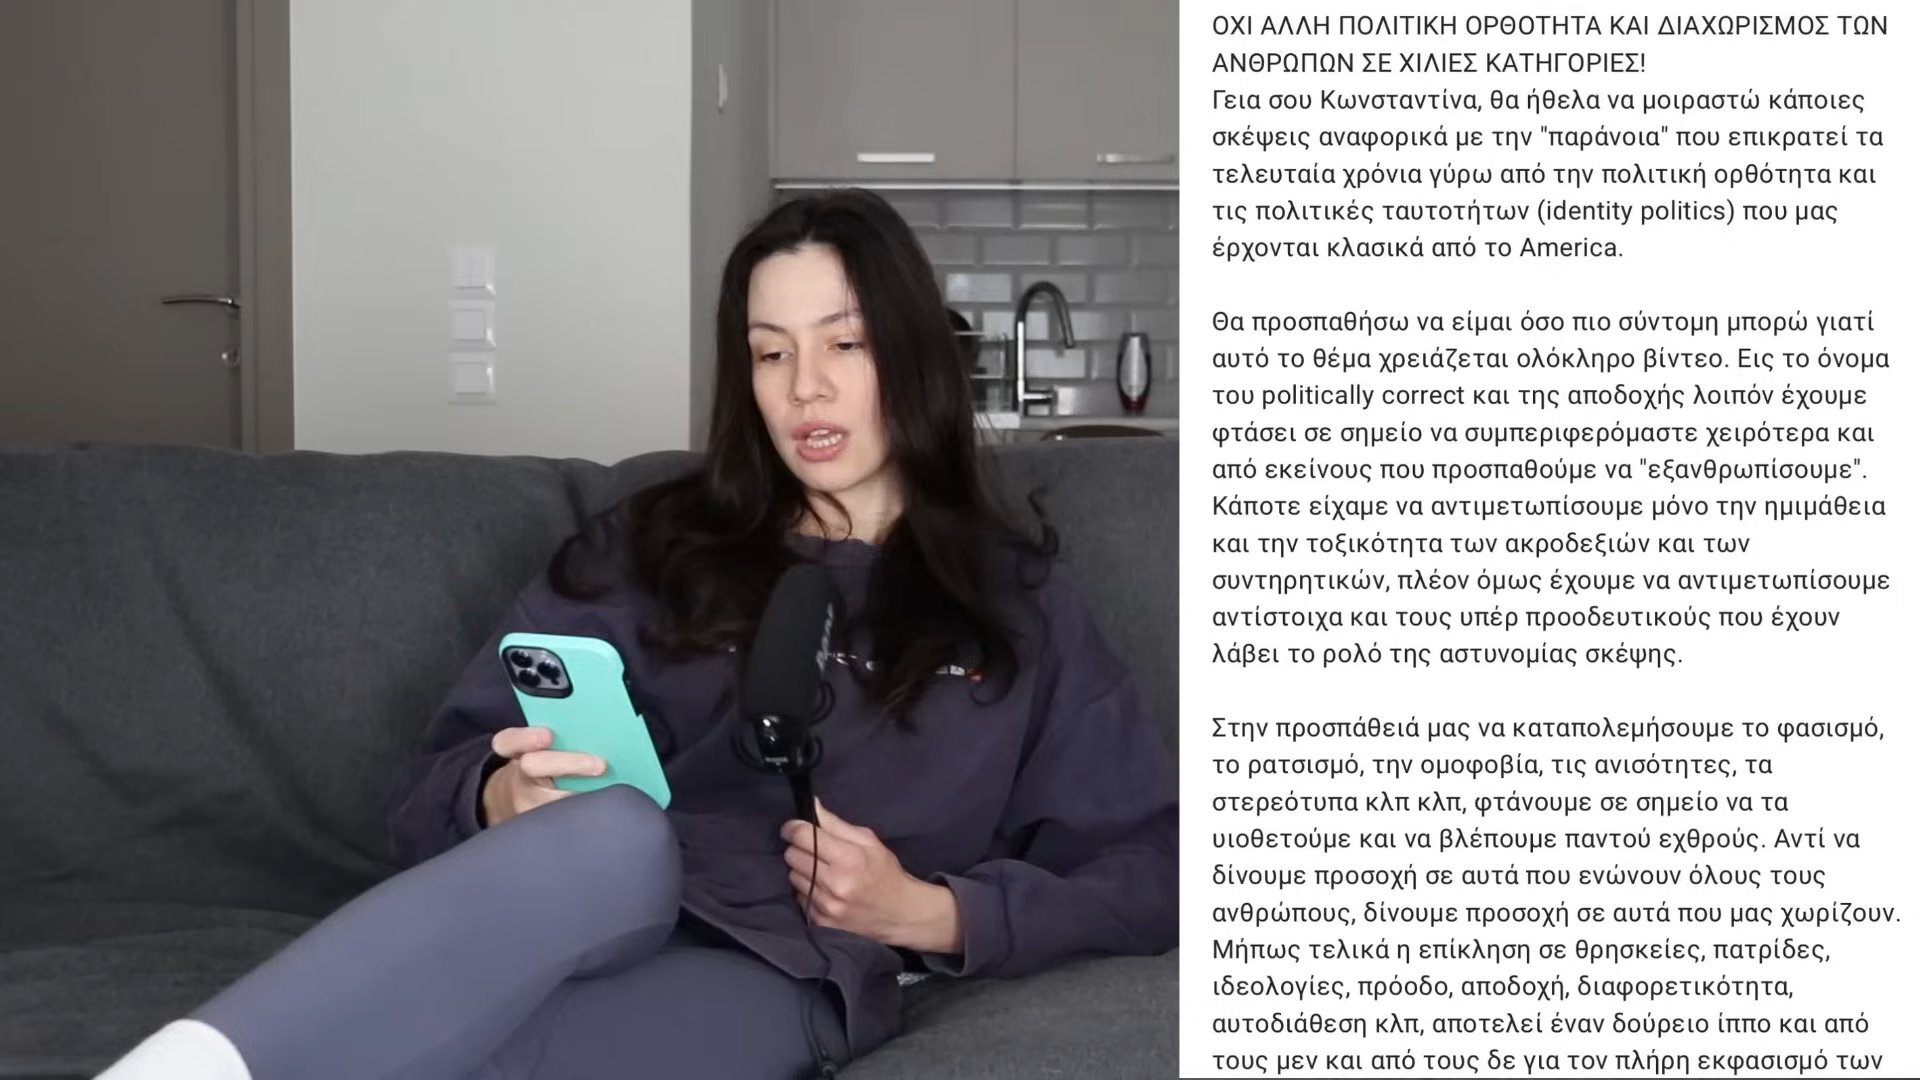 ΟΧΙ ΑΛΛΗ ΠΟΛΙΤΙΚΗ ΟΡΘΟΤΗΤΑ ΚΑΙ ΔΙΑΧΩΡΙΣΜΟΣ ΤΩΝ
ΑΝΘΡΩΠΩΝ ΣΕ ΧΙΛΙΕΣ ΚΑΤΗΓΟΡΙΕΣ!
Γεια σου Κωνσταντίνα, θα ήθελα να μοιραστώ κάποιες
σκέψεις αναφορικά με την "παράνοια" που επικρατεί τα
τελευταία χρόνια γύρω από την πολιτική ορθότητα και
τις πολιτικές ταυτοτήτων (identity politics) που μας
έρχονται κλασικά από το America.
Θα προσπαθήσω να είμαι όσο πιο σύντομη μπορώ γιατί
αυτό το θέμα χρειάζεται ολόκληρο βίντεο. Εις το όνομα
του politically correct και της αποδοχής λοιπόν έχουμε
φτάσει σε σημείο να συμπεριφερόμαστε χειρότερα και
από εκείνους που προσπαθούμε να "εξανθρωπίσουμε".
Κάποτε είχαμε να αντιμετωπίσουμε μόνο την ημιμάθεια
και την τοξικότητα των ακροδεξιών και των
συντηρητικών, πλέον όμως έχουμε να αντιμετωπίσουμε
αντίστοιχα και τους υπέρ προοδευτικούς που έχουν
λάβει το ρολό της αστυνομίας σκέψης.
Στην προσπάθειά μας να καταπολεμήσουμε το φασισμό,
το ρατσισμό, την ομοφοβία, τις ανισότητες, τα
στερεότυπα κλπ κλπ, φτάνουμε σε σημείο να τα
υιοθετούμε και να βλέπουμε παντού εχθρούς. Αντί να
δίνουμε προσοχή σε αυτά που ενώνουν όλους τους
ανθρώπους, δίνουμε προσοχή σε αυτά που μας χωρίζουν.
Μήπως τελικά η επίκληση σε θρησκείες, πατρίδες,
ιδεολογίες, πρόοδο, αποδοχή, διαφορετικότητα,
αυτοδιάθεση κλπ, αποτελεί έναν δούρειο ίππο και από
τους μεν και από τους δε για τον πλήρη εκφασισμό των